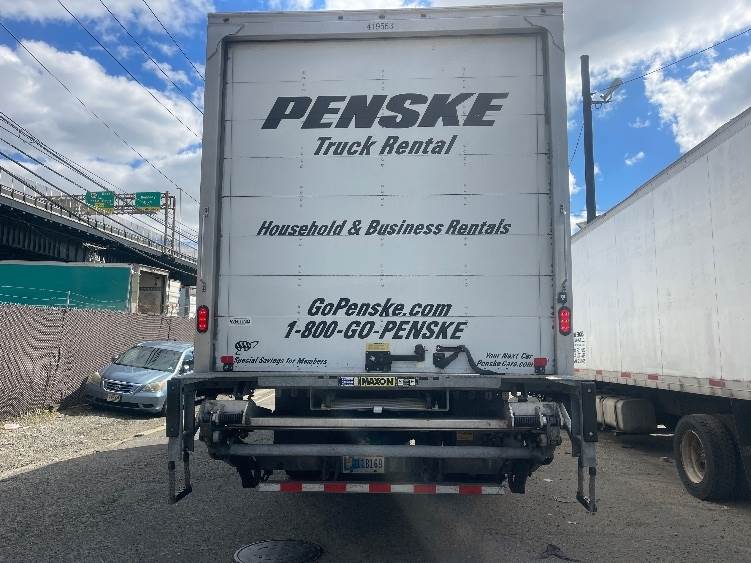 419563
PENSKE
Truck Rental
Household & Business Rentals
GoPenske.com
1-800-GO-PENSKE
AAA
Special Savings for Members
Your Next Car:
PenskeCars.com
MAXON